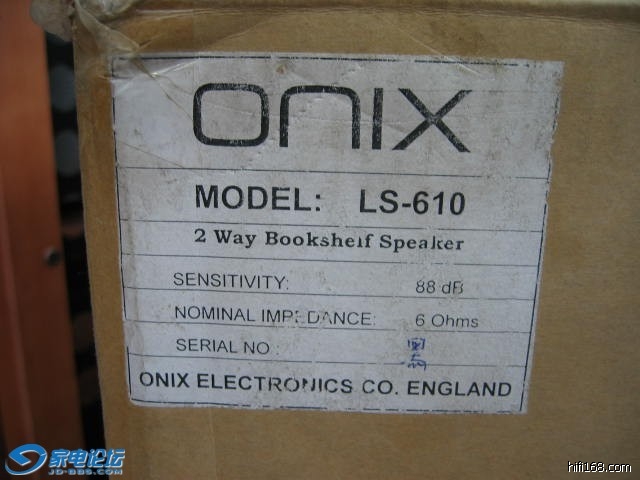 ONIX
MODEL: LS-610
2 Way Bookshelf Speaker
SENSITIVITY: 88 dB
NOMINAL IMPEDANCE: 6 Ohms
SERIAL NO :
ONIX ELECTRONICS CO. ENGLAND
家电论坛
JD-BBS.COM
hifi168.com